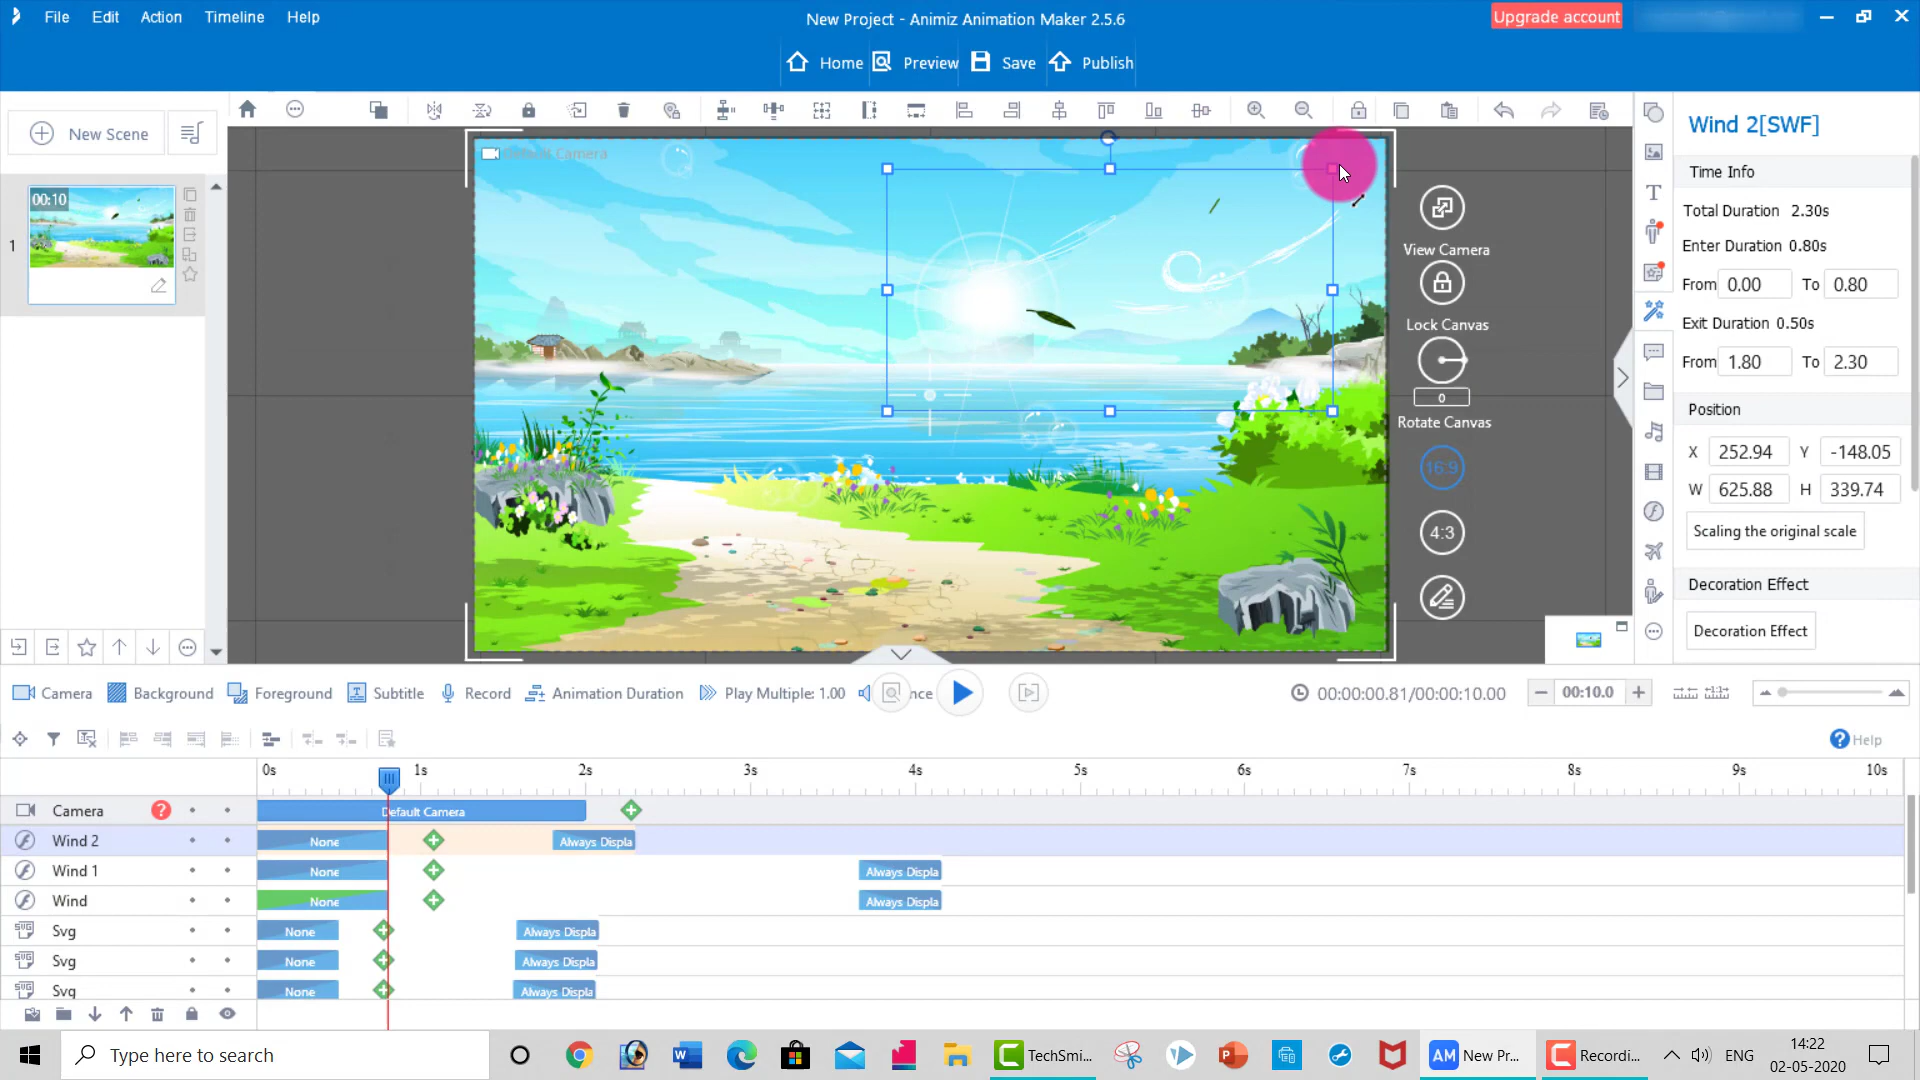 File Edit Action Timeline Help
New Project - Animiz Animation Maker 2.5.6
Upgrade account
Home Preview Save Publish
New Scene
00:10
1
Default Camera
View Camera
Lock Canvas
0
Rotate Canvas
16:9
4:3
Wind 2[SWF]
Time Info
Total Duration 2.30s
Enter Duration 0.80s
From 0.00 To 0.80
Exit Duration 0.50s
From 1.80 To 2.30
Position
X 252.94 Y -148.05
W 625.88 H 339.74
Scaling the original scale
Decoration Effect
Decoration Effect
Camera Background Foreground Subtitle Record Animation Duration Play Multiple: 1.00 nce 00:00:00.81/00:00:10.00 00:10.0
Help
0s 1s 2s 3s 4s 5s 6s 7s 8s 9s 10s
Camera ? Default Camera
Wind 2 None Always Displa
Wind 1 None Always Displa
Wind None Always Displa
SVG Svg None Always Displa
SVG Svg None Always Displa
SVG Svg None Always Displa
Type here to search
TechSmi... AM New Pr... Recordi... ENG 14:22
02-05-2020